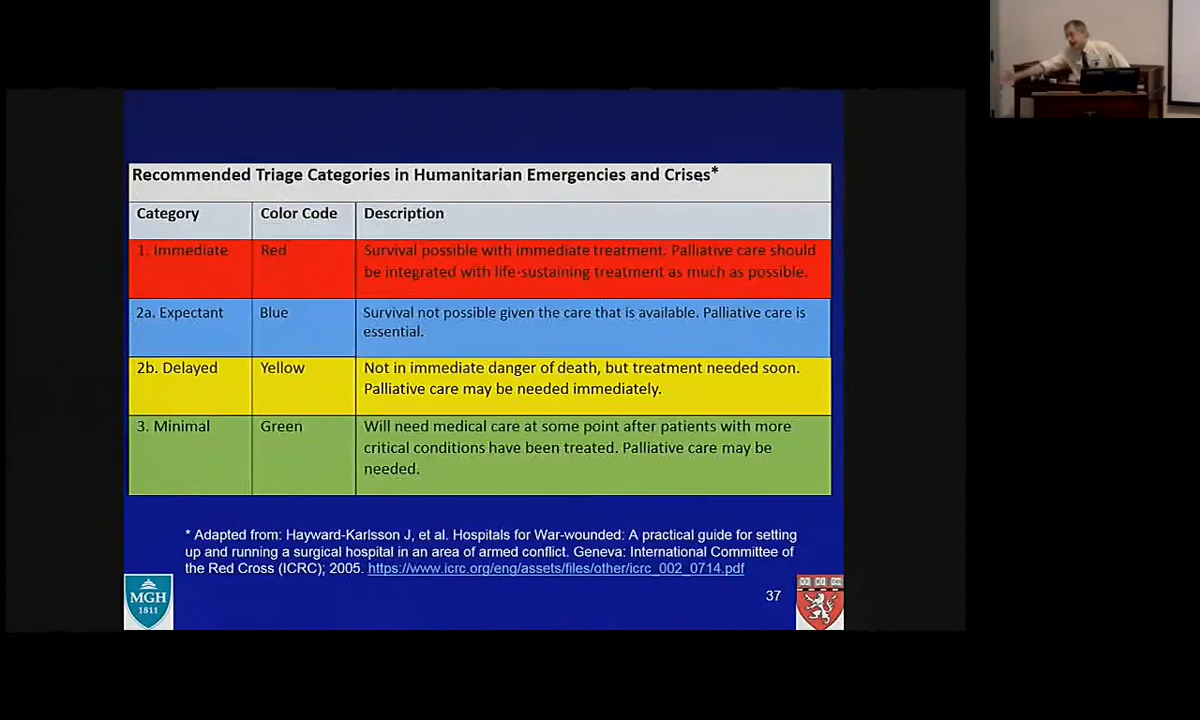 Recommended Triage Categories in Humanitarian Emergencies and Crises*
Category Color Code Description
1. Immediate Red Survival possible with immediate treatment. Palliative care should
be integrated with life-sustaining treatment as much as possible.
2a. Expectant Blue Survival not possible given the care that is available. Palliative care is
essential.
2b. Delayed Yellow Not in immediate danger of death, but treatment needed soon.
Palliative care may be needed immediately.
3. Minimal Green Will need medical care at some point after patients with more
critical conditions have been treated. Palliative care may be
needed.
* Adapted from: Hayward-Karlsson J, et al. Hospitals for War-wounded: A practical guide for setting
up and running a surgical hospital in an area of armed conflict. Geneva: International Committee of
the Red Cross (ICRC); 2005. https://www.icrc.org/eng/assets/files/other/icrc_002_0714.pdf
MGH
1811
37